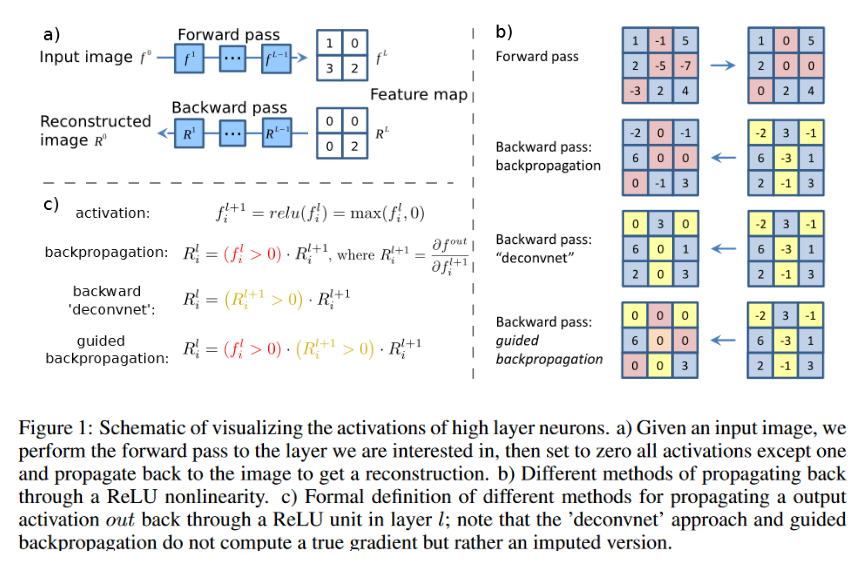 a)
Forward pass
Input image f⁰ f¹ ... fᴸ⁻¹
1 0
3 2
fᴸ
Feature map
Backward pass
Reconstructed
image R⁰ R¹ ... Rᴸ⁻¹
0 0
0 2
Rᴸ
b)
Forward pass
1 -1 5
2 -5 -7
-3 2 4
1 0 5
2 0 0
0 2 4
Backward pass:
backpropagation
-2 0 -1
6 0 0
0 -1 3
-2 3 -1
6 -3 1
2 -1 3
Backward pass:
“deconvnet”
0 3 0
6 0 1
2 0 3
-2 3 -1
6 -3 1
2 -1 3
Backward pass:
guided
backpropagation
0 0 0
6 0 0
0 0 3
-2 3 -1
6 -3 1
2 -1 3
c)
activation: f_i^{l+1} = relu(f_i^l) = max(f_i^l, 0)
backpropagation: R_i^l = (f_i^l > 0) · R_i^{l+1}, where R_i^{l+1} = ∂f^{out} / ∂f_i^{l+1}
backward
'deconvnet': R_i^l = (R_i^{l+1} > 0) · R_i^{l+1}
guided
backpropagation: R_i^l = (f_i^l > 0) · (R_i^{l+1} > 0) · R_i^{l+1}
Figure 1: Schematic of visualizing the activations of high layer neurons. a) Given an input image, we
perform the forward pass to the layer we are interested in, then set to zero all activations except one
and propagate back to the image to get a reconstruction. b) Different methods of propagating back
through a ReLU nonlinearity. c) Formal definition of different methods for propagating a output
activation out back through a ReLU unit in layer l; note that the ’deconvnet’ approach and guided
backpropagation do not compute a true gradient but rather an imputed version.